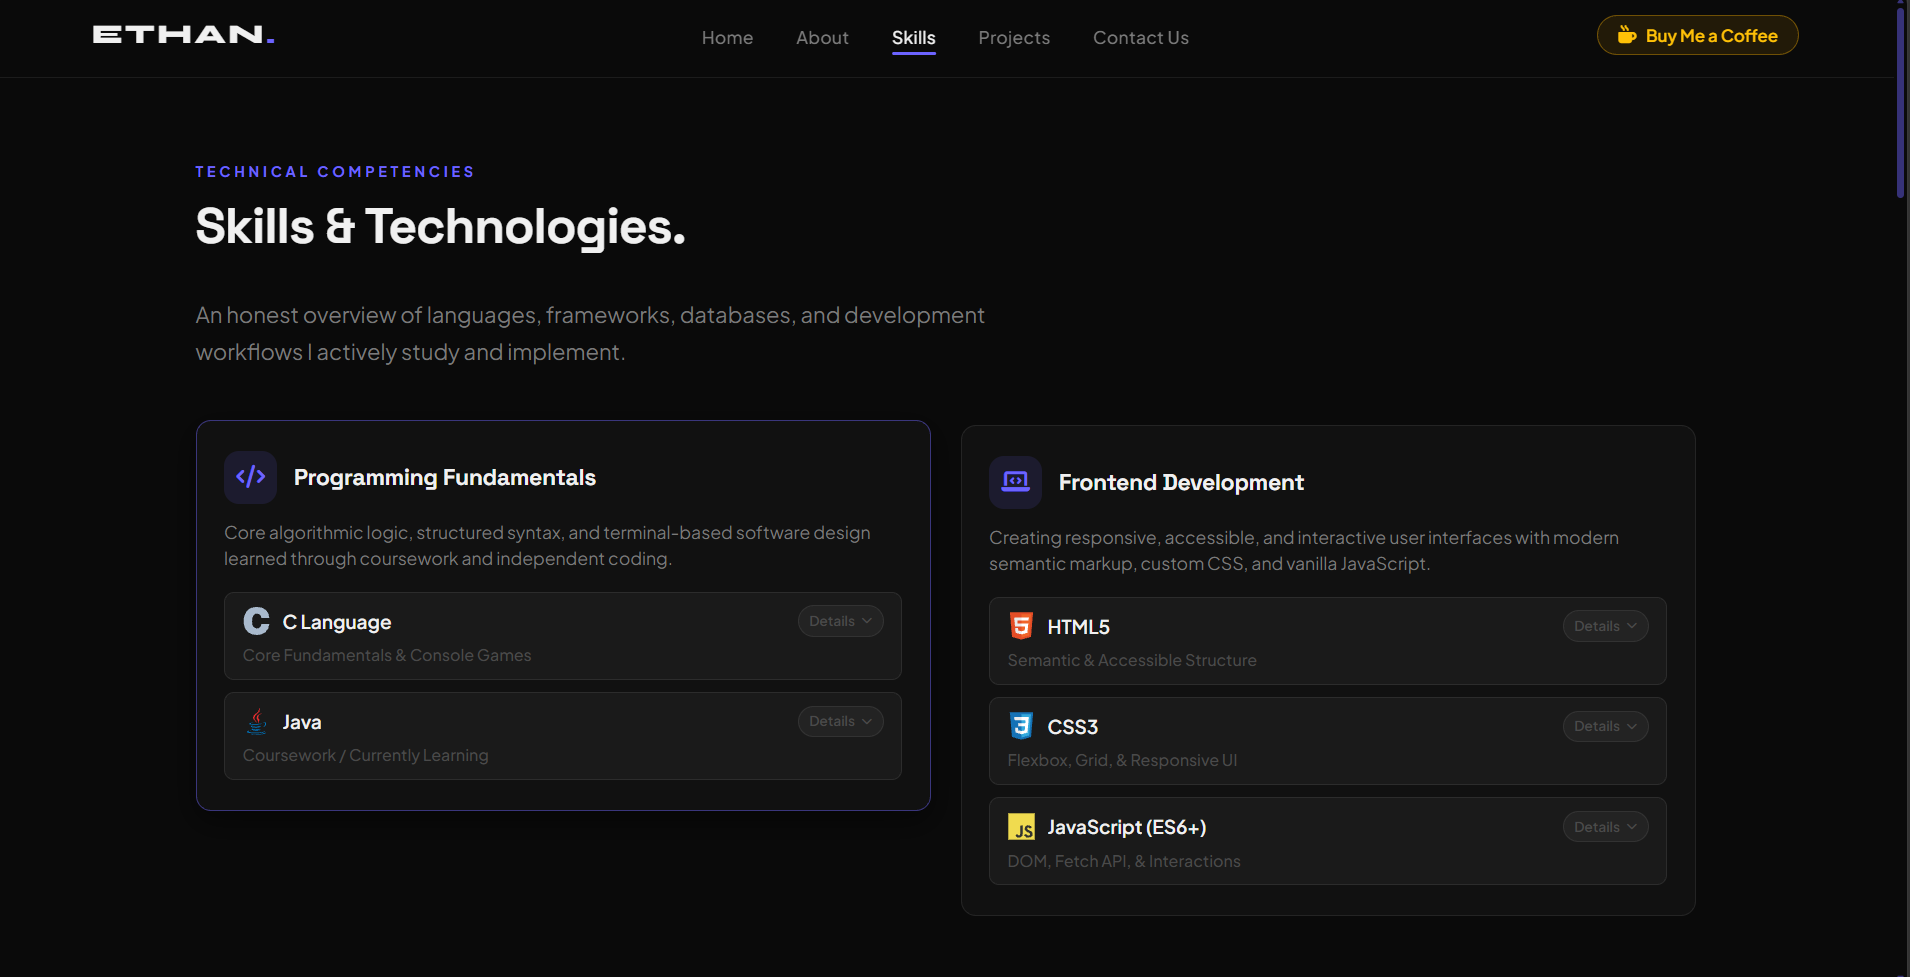 ETHAN.
Home
About
Skills
Projects
Contact Us
Buy Me a Coffee
TECHNICAL COMPETENCIES
Skills & Technologies.
An honest overview of languages, frameworks, databases, and development
workflows I actively study and implement.
Programming Fundamentals
Core algorithmic logic, structured syntax, and terminal-based software design
learned through coursework and independent coding.
C Language
Details
Core Fundamentals & Console Games
Java
Details
Coursework / Currently Learning
Frontend Development
Creating responsive, accessible, and interactive user interfaces with modern
semantic markup, custom CSS, and vanilla JavaScript.
HTML5
Details
Semantic & Accessible Structure
CSS3
Details
Flexbox, Grid, & Responsive UI
JS
JavaScript (ES6+)
Details
DOM, Fetch API, & Interactions